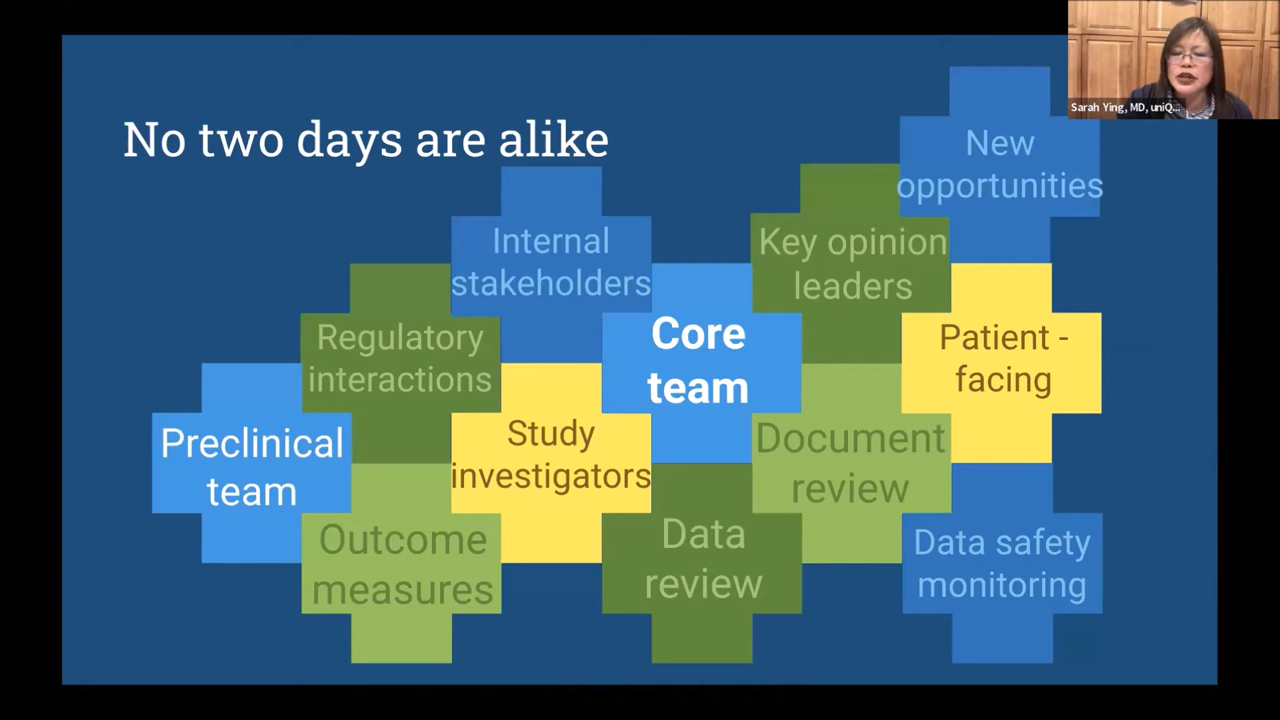 Sarah Ying, MD, uniQ...
No two days are alike
New
opportunities
Internal
stakeholders
Key opinion
leaders
Regulatory
interactions
Core
team
Patient -
facing
Preclinical
team
Study
investigators
Document
review
Outcome
measures
Data
review
Data safety
monitoring